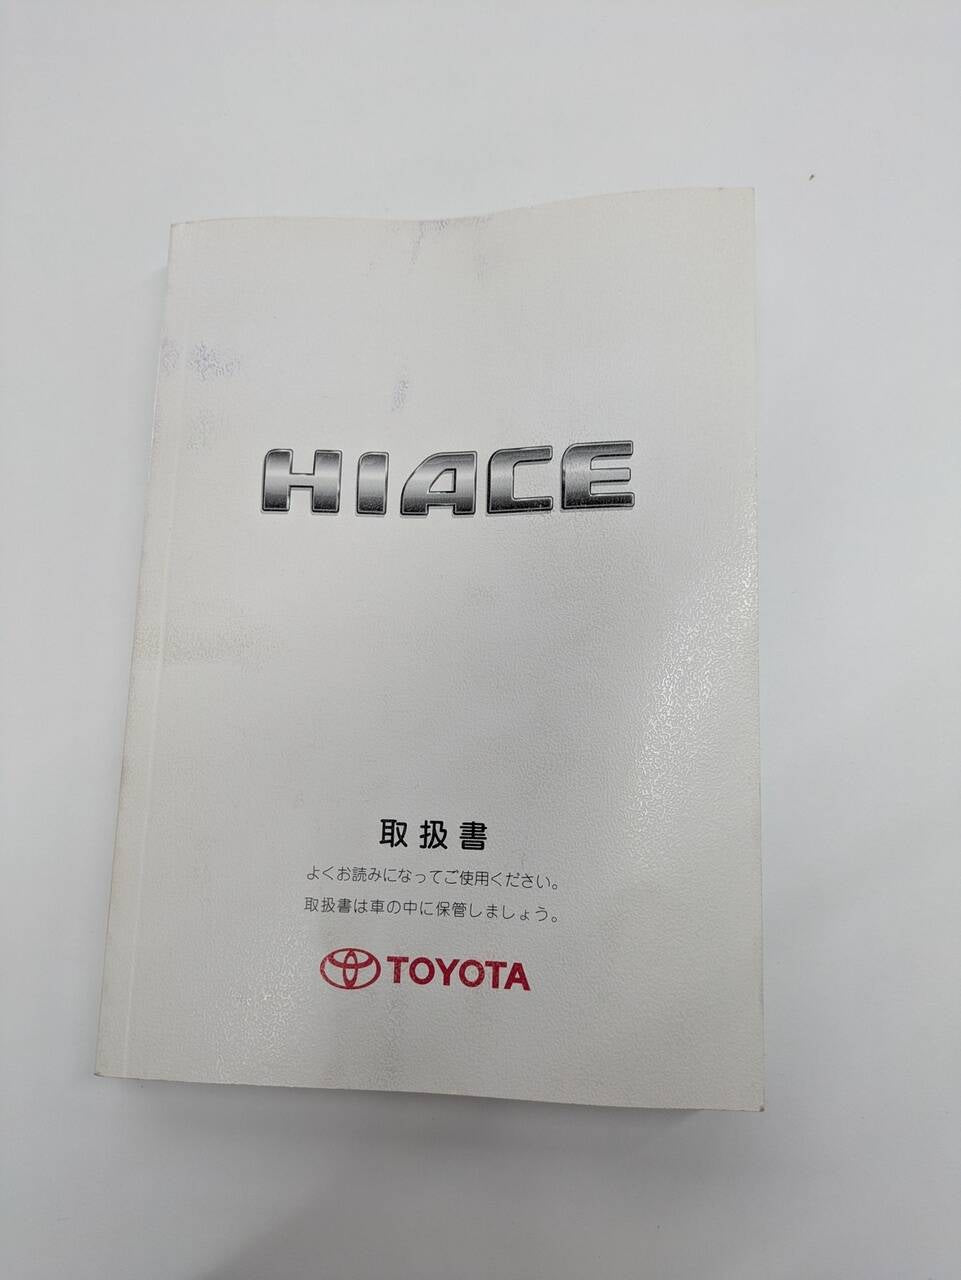 HIACE
取扱書
よくお読みになってご使用ください。
取扱書は車の中に保管しましょう。
TOYOTA